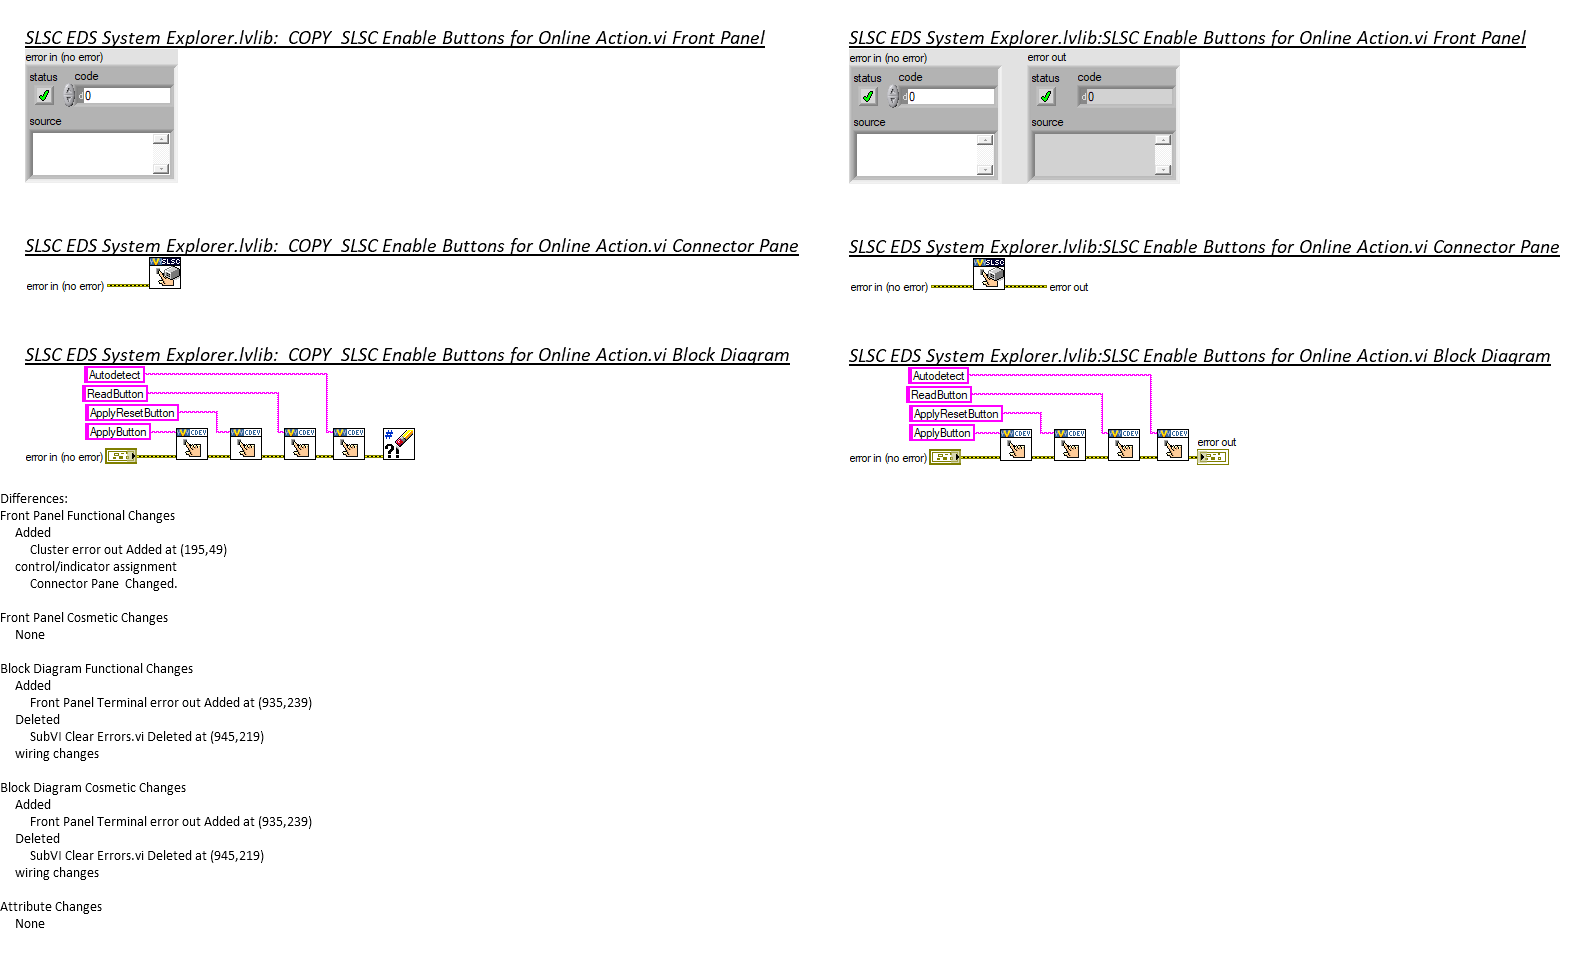 SLSC EDS System Explorer.lvlib:  COPY  SLSC Enable Buttons for Online Action.vi Front Panel
error in (no error)
status
code
d 0
source
SLSC EDS System Explorer.lvlib:SLSC Enable Buttons for Online Action.vi Front Panel
error in (no error)
status
code
d 0
source
error out
status
code
d 0
source
SLSC EDS System Explorer.lvlib:  COPY  SLSC Enable Buttons for Online Action.vi Connector Pane
SLSC
error in (no error)
SLSC EDS System Explorer.lvlib:SLSC Enable Buttons for Online Action.vi Connector Pane
SLSC
error in (no error)
error out
SLSC EDS System Explorer.lvlib:  COPY  SLSC Enable Buttons for Online Action.vi Block Diagram
Autodetect
ReadButton
ApplyResetButton
ApplyButton
CDEV
CDEV
CDEV
CDEV
#
?!
error in (no error)
SLSC EDS System Explorer.lvlib:SLSC Enable Buttons for Online Action.vi Block Diagram
Autodetect
ReadButton
ApplyResetButton
ApplyButton
CDEV
CDEV
CDEV
CDEV
error out
error in (no error)
Differences:
Front Panel Functional Changes
Added
Cluster error out Added at (195,49)
control/indicator assignment
Connector Pane  Changed.
Front Panel Cosmetic Changes
None
Block Diagram Functional Changes
Added
Front Panel Terminal error out Added at (935,239)
Deleted
SubVI Clear Errors.vi Deleted at (945,219)
wiring changes
Block Diagram Cosmetic Changes
Added
Front Panel Terminal error out Added at (935,239)
Deleted
SubVI Clear Errors.vi Deleted at (945,219)
wiring changes
Attribute Changes
None